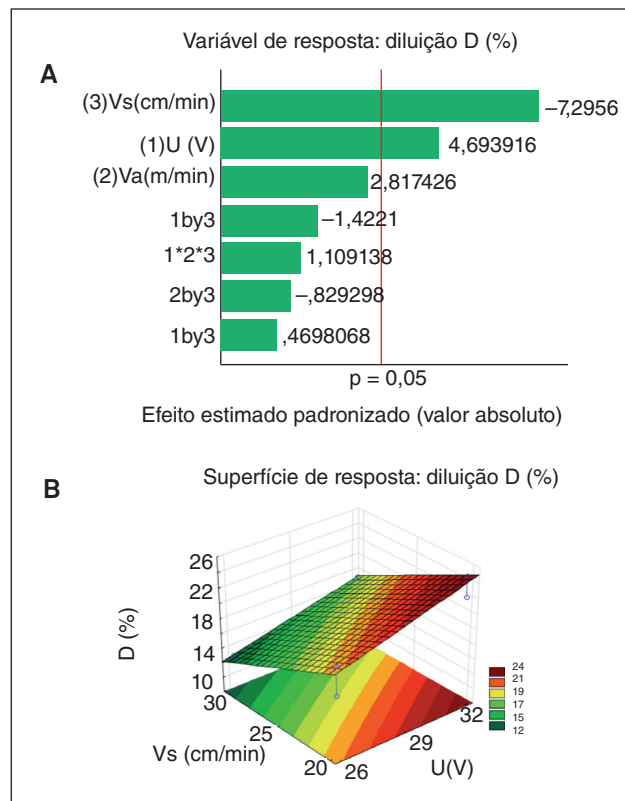 Variável de resposta: diluição D (%)
A
(3)Vs(cm/min)
–7,2956
(1)U (V)
4,693916
(2)Va(m/min)
2,817426
1by3
–1,4221
1*2*3
1,109138
2by3
–,829298
1by3
,4698068
p = 0,05
Efeito estimado padronizado (valor absoluto)
B
Superfície de resposta: diluição D (%)
D (%)
26
22
18
14
10
30
25
20
Vs (cm/min)
26
29
32
U(V)
24
21
19
17
15
12